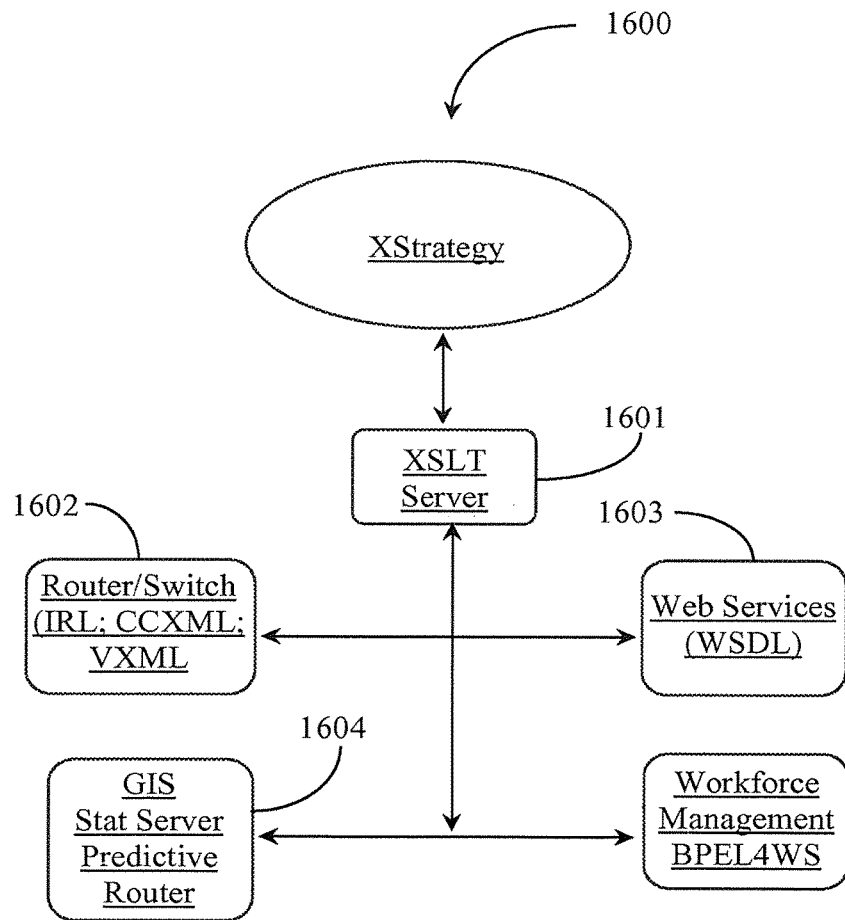 1600
XStrategy
1601
XSLT
Server
1602
1603
Router/Switch
(IRL; CCXML;
VXML
Web Services
(WSDL)
1604
GIS
Stat Server
Predictive
Router
Workforce
Management
BPEL4WS